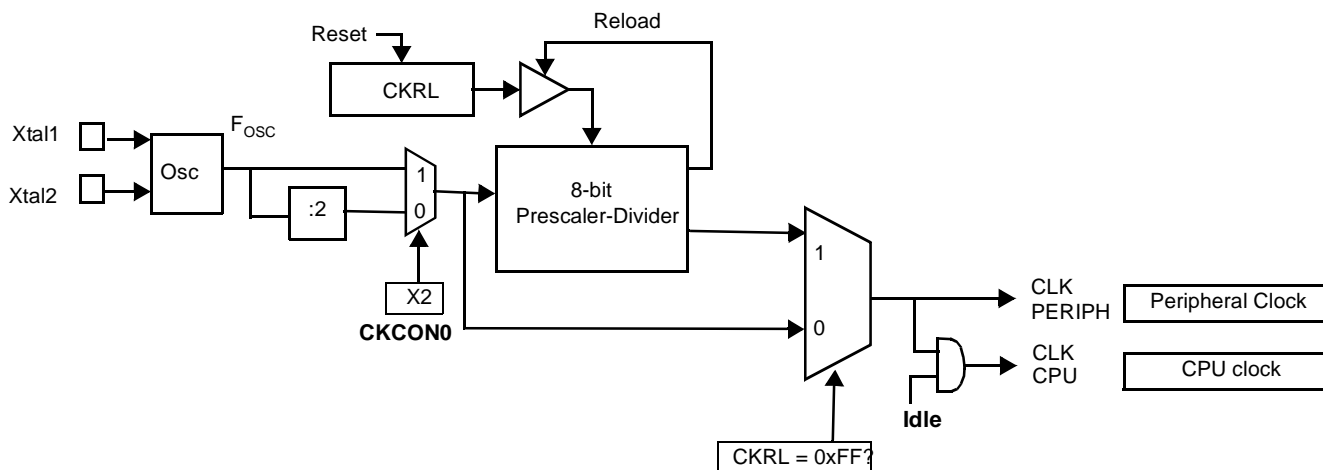 Reload
Reset
CKRL
Xtal1
Xtal2
Osc
FOSC
:2
1
0
X2
CKCON0
8-bit
Prescaler-Divider
1
0
CKRL = 0xFF?
CLK
PERIPH
Peripheral Clock
CLK
CPU
CPU clock
Idle